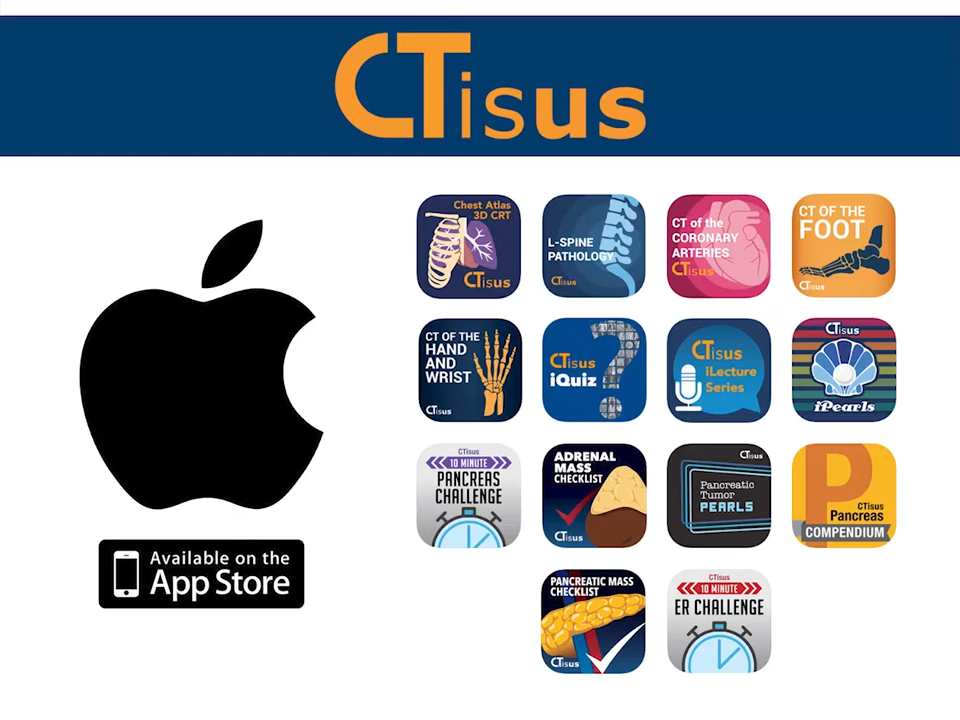 CTisus
Chest Atlas
3D CRT
CTisus
L-SPINE
PATHOLOGY
CTisus
CT of the
CORONARY
ARTERIES
CTisus
CT OF THE
FOOT
CTisus
CT OF THE
HAND
AND
WRIST
CTisus
CTisus
iQuiz
CTisus
iLecture
Series
CTisus
iPearls
CTisus
10 MINUTE
PANCREAS
CHALLENGE
ADRENAL
MASS
CHECKLIST
CTisus
CTisus
Pancreatic
Tumor
PEARLS
P
CTisus
Pancreas
COMPENDIUM
Available on the
App Store
PANCREATIC MASS
CHECKLIST
CTisus
CTisus
10 MINUTE
ER CHALLENGE